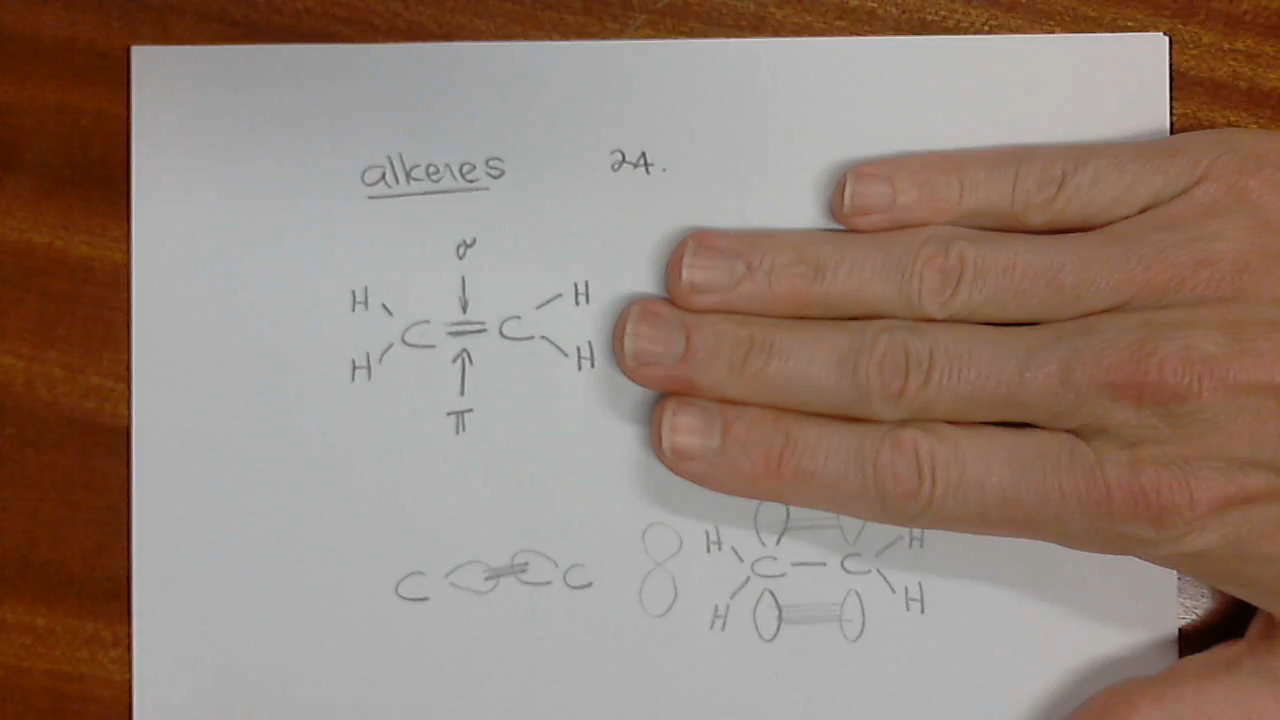 alkenes 24.
σ
H H
C = C
H H
π
H H
C C C — C
H H